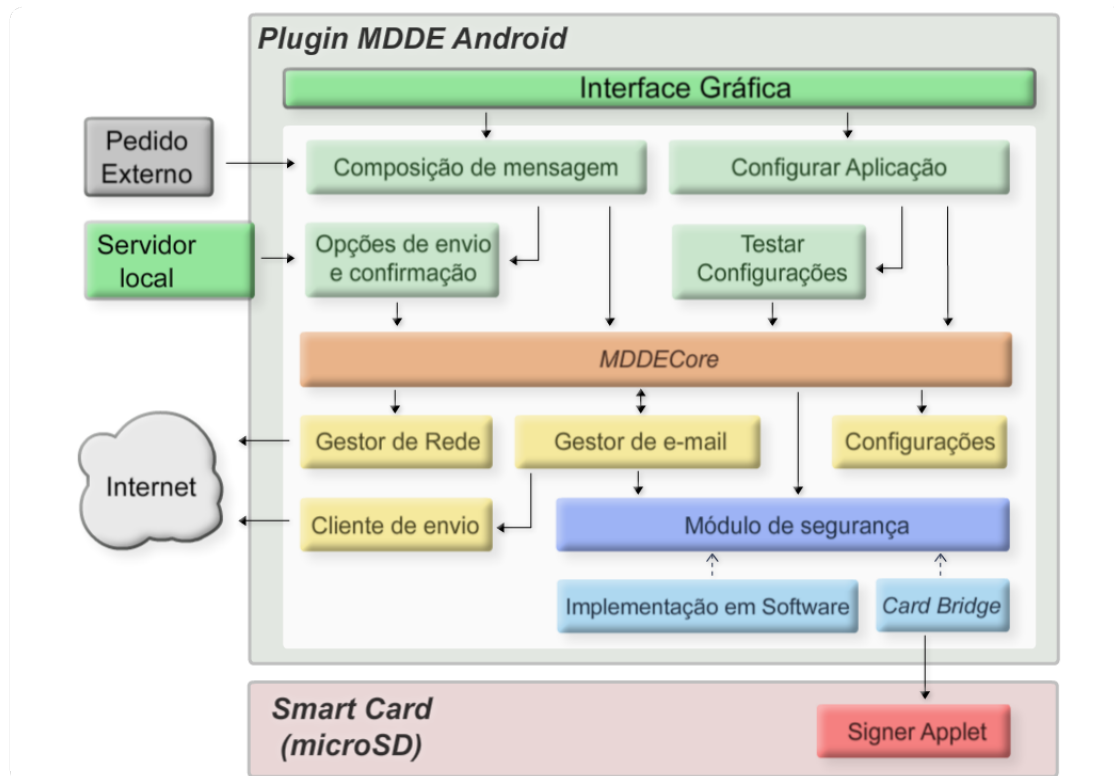 Plugin MDDE Android
Interface Gráfica
Pedido
Externo
Composição de mensagem
Configurar Aplicação
Servidor
local
Opções de envio
e confirmação
Testar
Configurações
MDDECore
Internet
Gestor de Rede
Gestor de e-mail
Configurações
Cliente de envio
Módulo de segurança
Implementação em Software
Card Bridge
Smart Card
(microSD)
Signer Applet